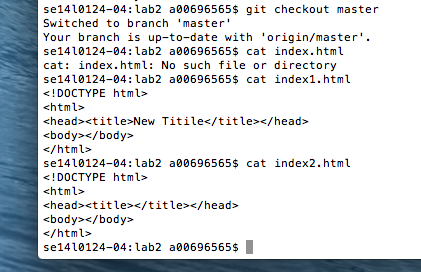 se14l0124-04:lab2 a00696565$ git checkout master
Switched to branch 'master'
Your branch is up-to-date with 'origin/master'.
se14l0124-04:lab2 a00696565$ cat index.html
cat: index.html: No such file or directory
se14l0124-04:lab2 a00696565$ cat index1.html
<!DOCTYPE html>
<html>
<head><title>New Titile</title></head>
<body></body>
</html>
se14l0124-04:lab2 a00696565$ cat index2.html
<!DOCTYPE html>
<html>
<head><title></title></head>
<body></body>
</html>
se14l0124-04:lab2 a00696565$